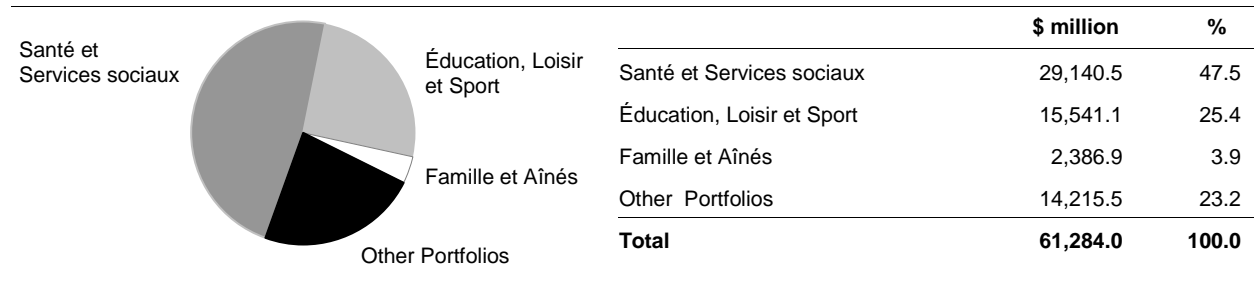 Santé et
Services sociaux
Éducation, Loisir
et Sport
Famille et Aînés
Other Portfolios
$ million %
Santé et Services sociaux 29,140.5 47.5
Éducation, Loisir et Sport 15,541.1 25.4
Famille et Aînés 2,386.9 3.9
Other Portfolios 14,215.5 23.2
Total 61,284.0 100.0